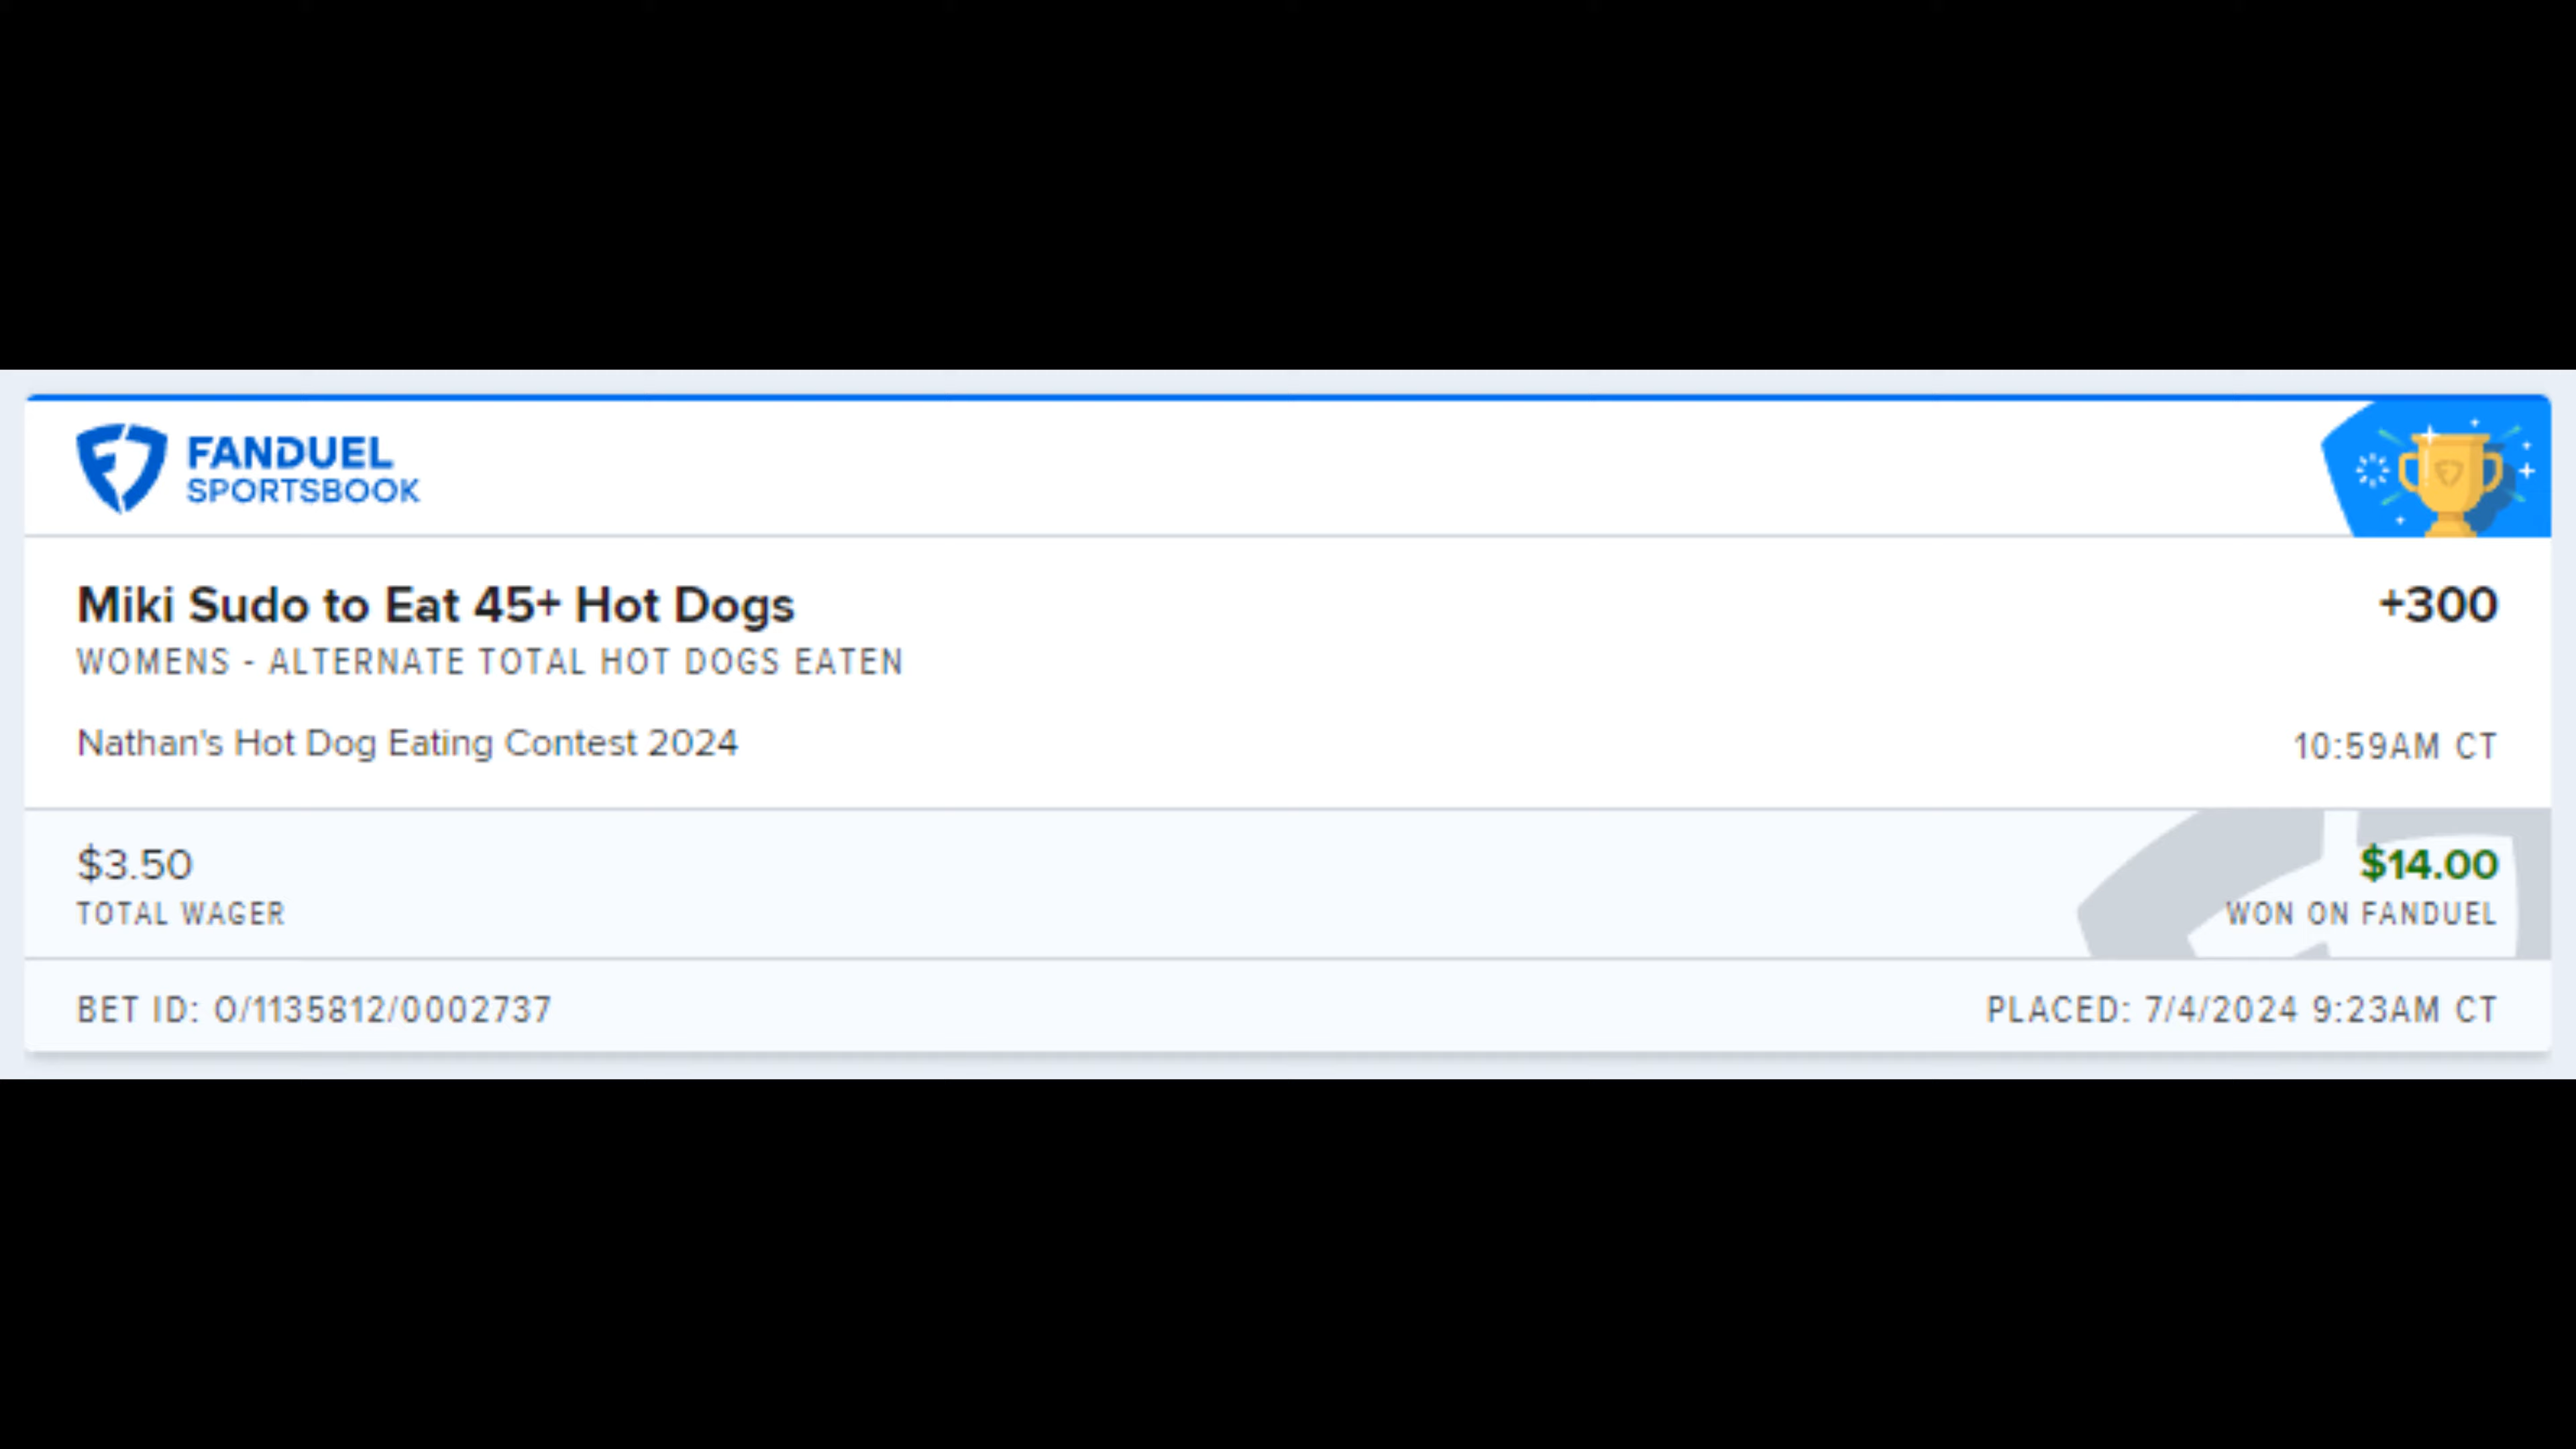 FANDUEL
SPORTSBOOK
Miki Sudo to Eat 45+ Hot Dogs +300
WOMENS - ALTERNATE TOTAL HOT DOGS EATEN
Nathan's Hot Dog Eating Contest 2024 10:59AM CT
$3.50 $14.00
TOTAL WAGER WON ON FANDUEL
BET ID: O/1135812/0002737 PLACED: 7/4/2024 9:23AM CT